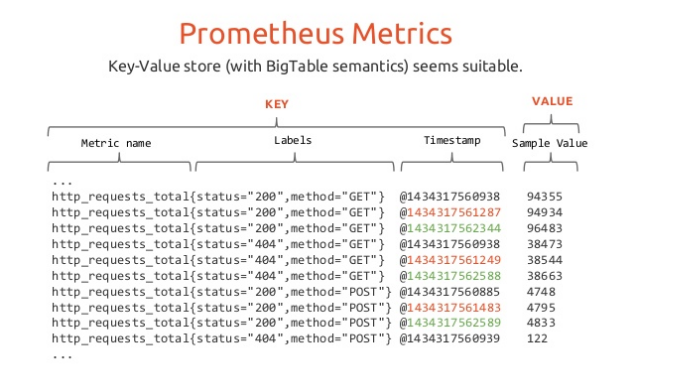 Prometheus Metrics
Key-Value store (with BigTable semantics) seems suitable.
KEY VALUE
Metric name Labels Timestamp Sample Value
...
http_requests_total{status="200",method="GET"} @1434317560938 94355
http_requests_total{status="200",method="GET"} @1434317561287 94934
http_requests_total{status="200",method="GET"} @1434317562344 96483
http_requests_total{status="404",method="GET"} @1434317560938 38473
http_requests_total{status="404",method="GET"} @1434317561249 38544
http_requests_total{status="404",method="GET"} @1434317562588 38663
http_requests_total{status="200",method="POST"} @1434317560885 4748
http_requests_total{status="200",method="POST"} @1434317561483 4795
http_requests_total{status="200",method="POST"} @1434317562589 4833
http_requests_total{status="404",method="POST"} @1434317560939 122
...